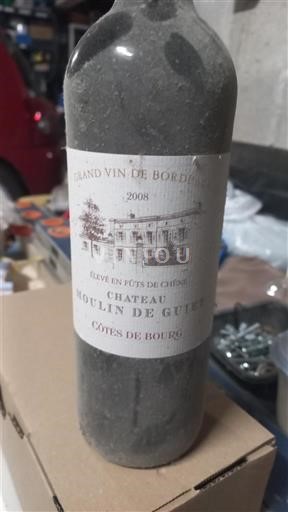 GRAND VIN DE BORDEAUX
2008
ÉLEVÉ EN FÛTS DE CHÊNE
CHATEAU
MOULIN DE GUIET
CÔTES DE BOURG